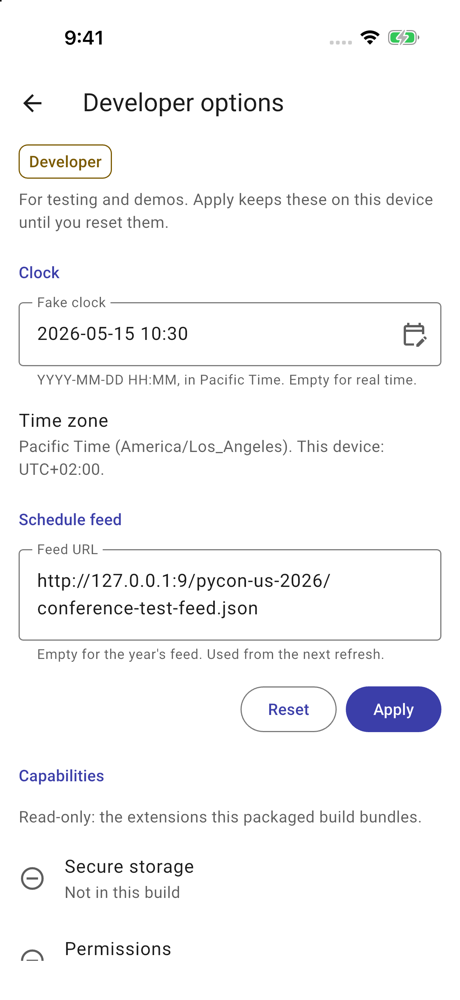 9:41
Developer options
Developer
For testing and demos. Apply keeps these on this device
until you reset them.
Clock
Fake clock
2026-05-15 10:30
YYYY-MM-DD HH:MM, in Pacific Time. Empty for real time.
Time zone
Pacific Time (America/Los_Angeles). This device:
UTC+02:00.
Schedule feed
Feed URL
http://127.0.0.1:9/pycon-us-2026/
conference-test-feed.json
Empty for the year's feed. Used from the next refresh.
Reset
Apply
Capabilities
Read-only: the extensions this packaged build bundles.
Secure storage
Not in this build
Permissions